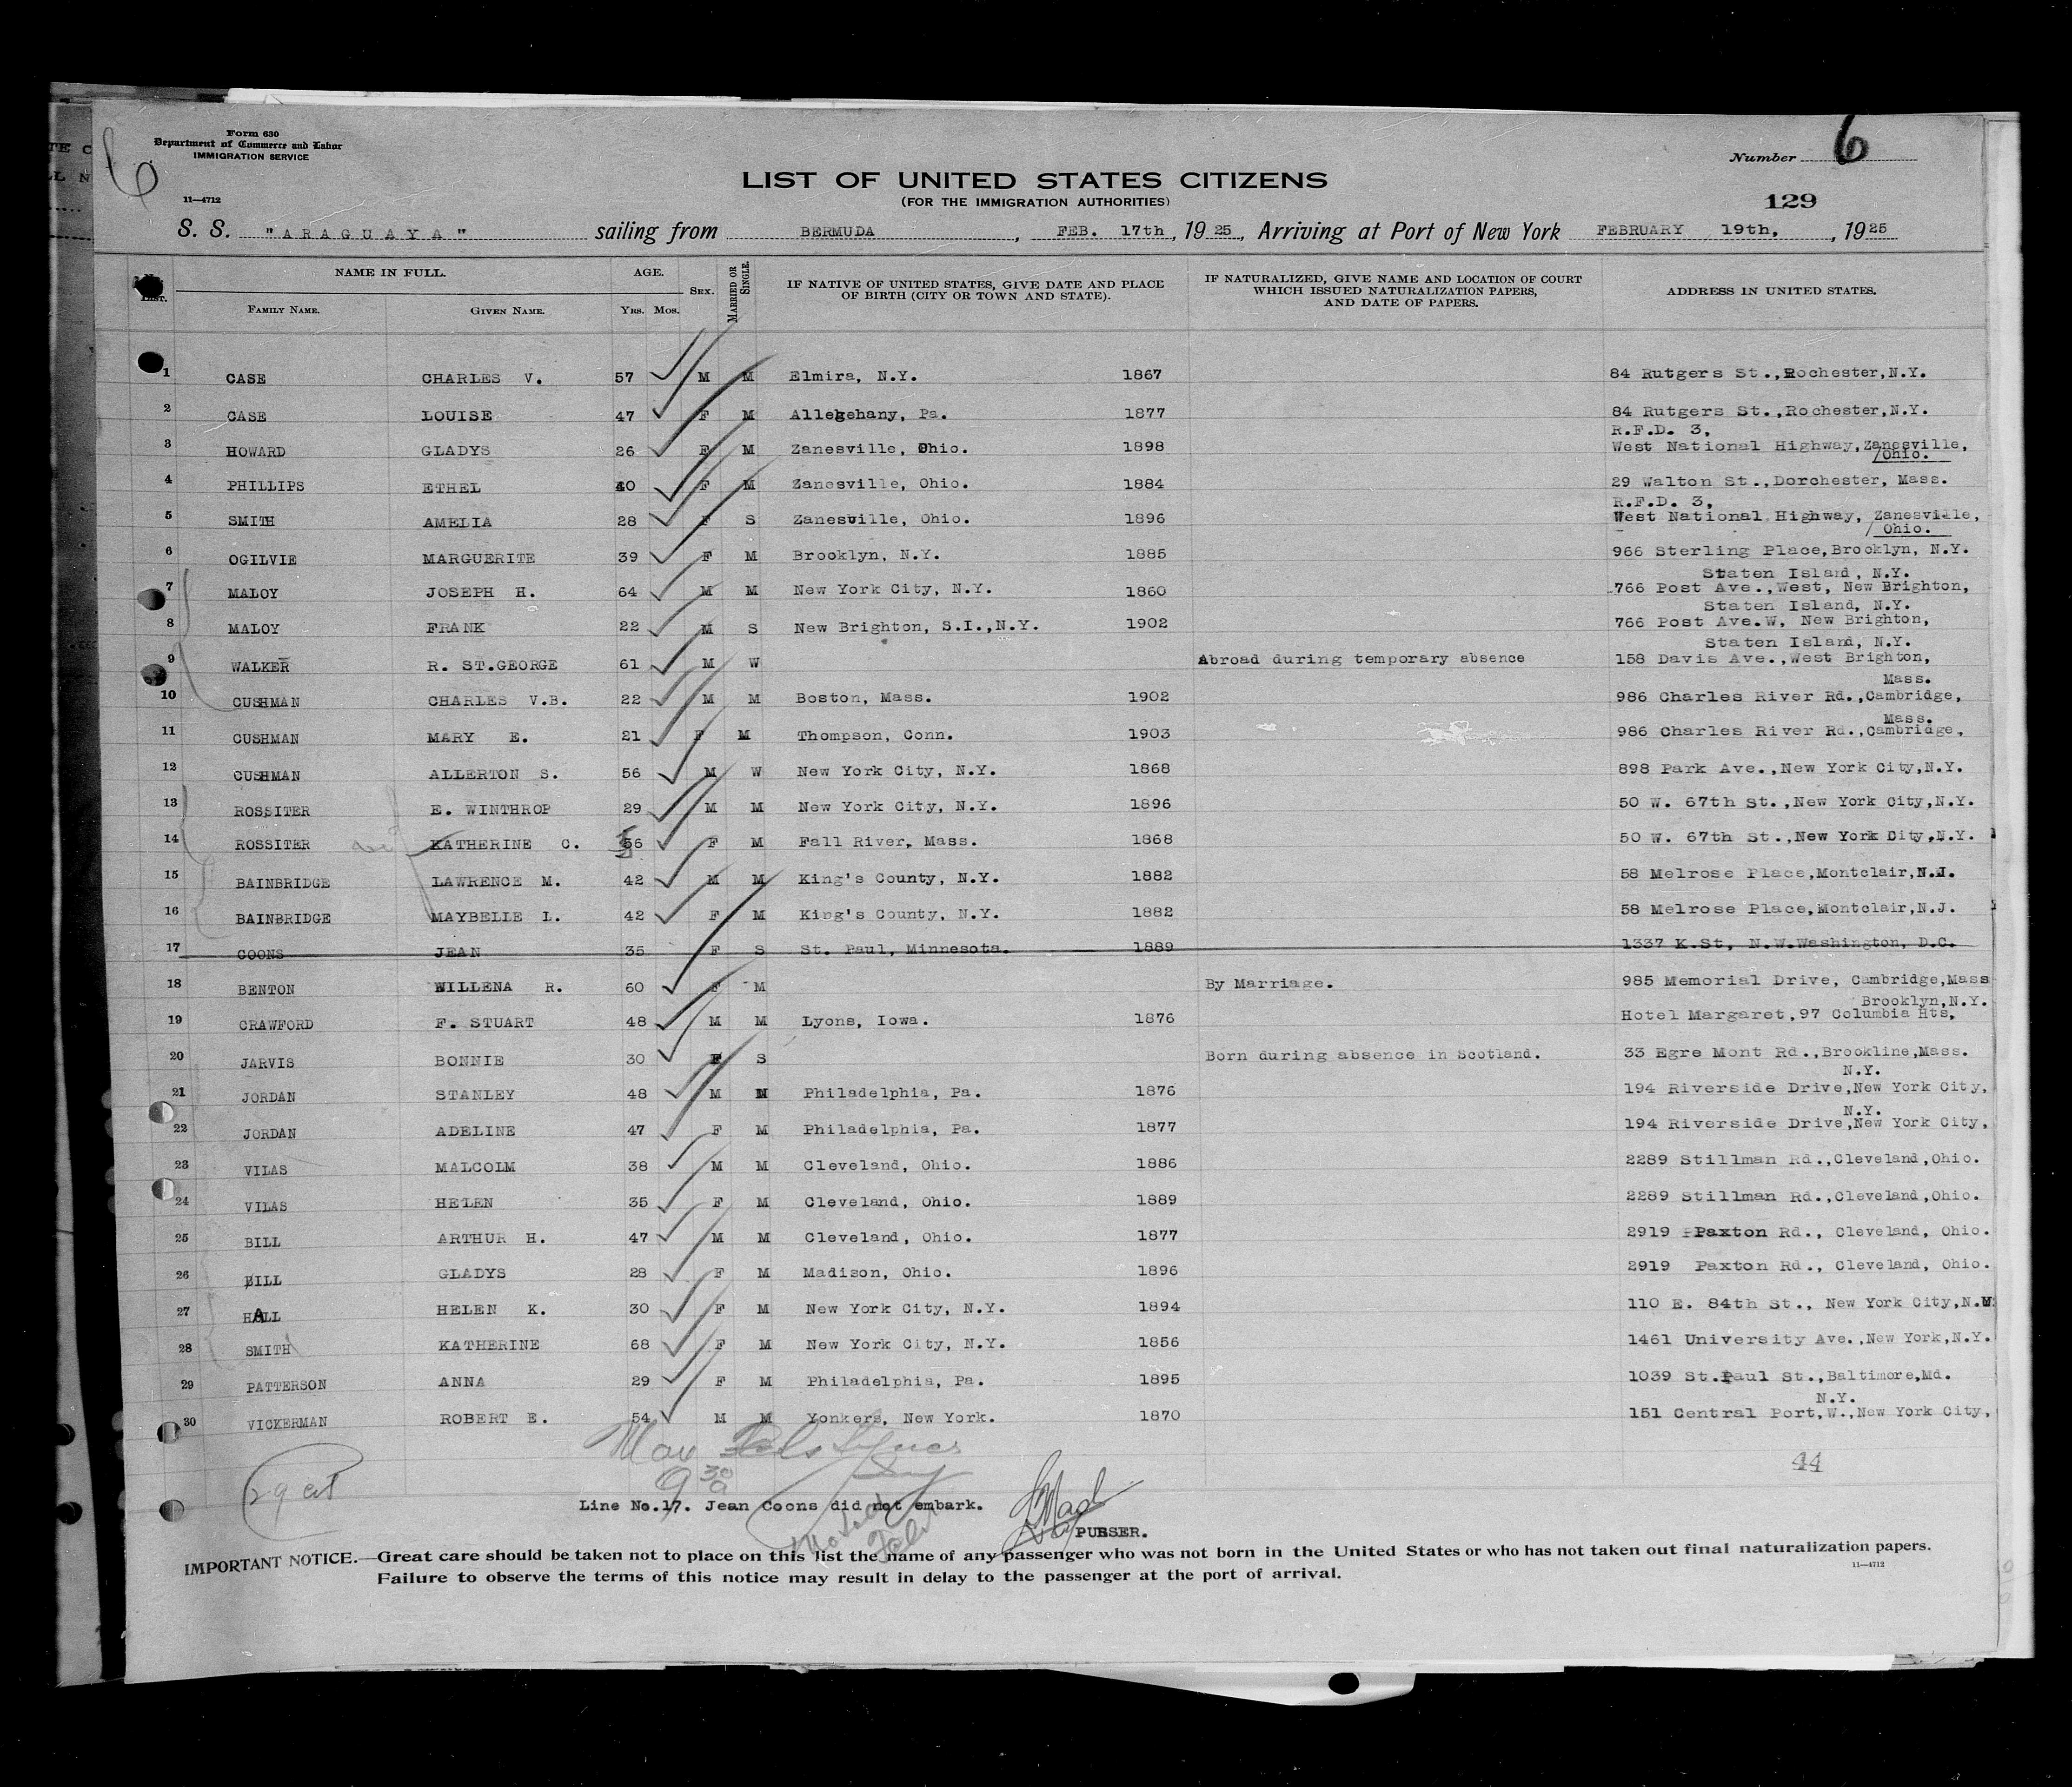 Form 630
Department of Commerce and Labor
IMMIGRATION SERVICE
11—4712
6
Number 6
129
LIST OF UNITED STATES CITIZENS
(FOR THE IMMIGRATION AUTHORITIES)
S. S. "ARAGUAYA" sailing from BERMUDA, FEB. 17th, 1925, Arriving at Port of New York FEBRUARY 19th, 1925
LIST. NAME IN FULL. AGE. SEX. MARRIED OR SINGLE. IF NATIVE OF UNITED STATES, GIVE DATE AND PLACE OF BIRTH (CITY OR TOWN AND STATE). IF NATURALIZED, GIVE NAME AND LOCATION OF COURT WHICH ISSUED NATURALIZATION PAPERS, AND DATE OF PAPERS. ADDRESS IN UNITED STATES.
FAMILY NAME. GIVEN NAME. YRS. MOS.
1 CASE CHARLES V. 57 M M Elmira, N.Y. 1867 84 Rutgers St.,Rochester,N.Y.
2 CASE LOUISE 47 F M Allegehany, Pa. 1877 84 Rutgers St.,Rochester,N.Y.
R.F.D. 3,
3 HOWARD GLADYS 26 F M Zanesville, Ohio. 1898 West National Highway,Zanesville,
/Ohio.
4 PHILLIPS ETHEL 40 F M Zanesville, Ohio. 1884 29 Walton St.,Dorchester, Mass.
R.F.D. 3,
5 SMITH AMELIA 28 F S Zanesville, Ohio. 1896 West National Highway, Zanesville,
/Ohio.
6 OGILVIE MARGUERITE 39 F M Brooklyn, N.Y. 1885 966 Sterling Place,Brooklyn, N.Y.
Staten Island, N.Y.
7 MALOY JOSEPH H. 64 M M New York City, N.Y. 1860 766 Post Ave.,West, New Brighton,
Staten Island, N.Y.
8 MALOY FRANK 22 M S New Brighton, S.I.,N.Y. 1902 766 Post Ave.W, New Brighton,
Staten Island, N.Y.
9 WALKER R. ST.GEORGE 61 M W Abroad during temporary absence 158 Davis Ave.,West Brighton,
Mass.
10 CUSHMAN CHARLES V.B. 22 M M Boston, Mass. 1902 986 Charles River Rd.,Cambridge,
Mass.
11 CUSHMAN MARY E. 21 F M Thompson, Conn. 1903 986 Charles River Rd.,Cambridge,
12 CUSHMAN ALLERTON S. 56 M W New York City, N.Y. 1868 898 Park Ave.,New York City,N.Y.
13 ROSSITER E. WINTHROP 29 M M New York City, N.Y. 1896 50 W. 67th St.,New York City,N.Y.
14 ROSSITER KATHERINE C. 56 F M Fall River, Mass. 1868 50 W. 67th St.,New York City,N.Y.
15 BAINBRIDGE LAWRENCE M. 42 M M King's County, N.Y. 1882 58 Melrose Place,Montclair,N.J.
16 BAINBRIDGE MAYBELLE L. 42 F M King's County, N.Y. 1882 58 Melrose Place,Montclair,N.J.
17 COONS JEAN 35 F S St. Paul, Minnesota. 1889 1337 K.St, N.W.Washington, D.C.
18 BENTON WILLENA R. 60 F M By Marriage. 985 Memorial Drive, Cambridge,Mass
Brooklyn,N.Y.
19 CRAWFORD F. STUART 48 M M Lyons, Iowa. 1876 Hotel Margaret,97 Columbia Hts,
20 JARVIS BONNIE 30 F S Born during absence in Scotland. 33 Egre Mont Rd.,Brookline,Mass.
N.Y.
21 JORDAN STANLEY 48 M M Philadelphia, Pa. 1876 194 Riverside Drive,New York City,
N.Y.
22 JORDAN ADELINE 47 F M Philadelphia, Pa. 1877 194 Riverside Drive,New York City,
23 VILAS MALCOLM 38 M M Cleveland, Ohio. 1886 2289 Stillman Rd.,Cleveland,Ohio.
24 VILAS HELEN 35 F M Cleveland, Ohio. 1889 2289 Stillman Rd.,Cleveland,Ohio.
25 BILL ARTHUR H. 47 M M Cleveland, Ohio. 1877 2919 Paxton Rd., Cleveland, Ohio.
26 BILL GLADYS 28 F M Madison, Ohio. 1896 2919 Paxton Rd., Cleveland, Ohio.
27 HALL HELEN K. 30 F M New York City, N.Y. 1894 110 E. 84th St., New York City,N.Y.
28 SMITH KATHERINE 68 F M New York City, N.Y. 1856 1461 University Ave.,New York,N.Y.
29 PATTERSON ANNA 29 F M Philadelphia, Pa. 1895 1039 St.Paul St.,Baltimore,Md.
N.Y.
30 VICKERMAN ROBERT E. 54 M M Yonkers, New York. 1870 151 Central Port,W.,New York City,
44
9 30 a
29 cit
Line No.17. Jean Coons did not embark.
PURSER.
IMPORTANT NOTICE.—Great care should be taken not to place on this list the name of any passenger who was not born in the United States or who has not taken out final naturalization papers.
Failure to observe the terms of this notice may result in delay to the passenger at the port of arrival.
11—4712